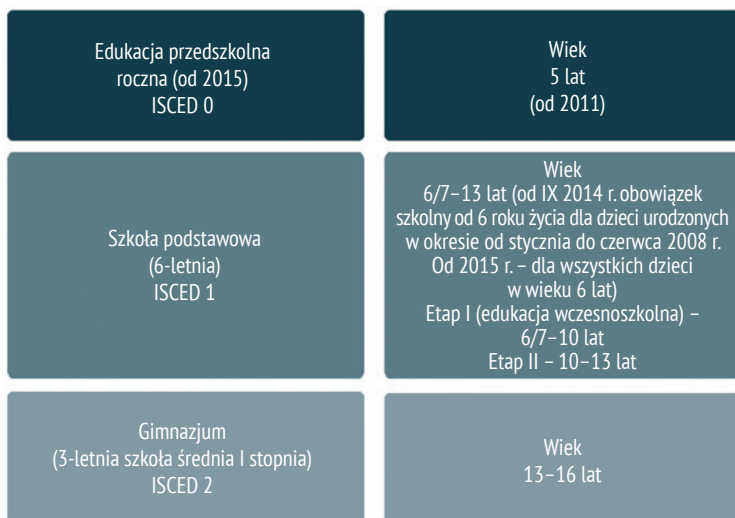 Edukacja przedszkolna
roczna (od 2015)
ISCED 0
Wiek
5 lat
(od 2011)
Szkoła podstawowa
(6-letnia)
ISCED 1
Wiek
6/7–13 lat (od IX 2014 r. obowiązek
szkolny od 6 roku życia dla dzieci urodzonych
w okresie od stycznia do czerwca 2008 r.
Od 2015 r. – dla wszystkich dzieci
w wieku 6 lat)
Etap I (edukacja wczesnoszkolna) –
6/7–10 lat
Etap II – 10–13 lat
Gimnazjum
(3-letnia szkoła średnia I stopnia)
ISCED 2
Wiek
13–16 lat